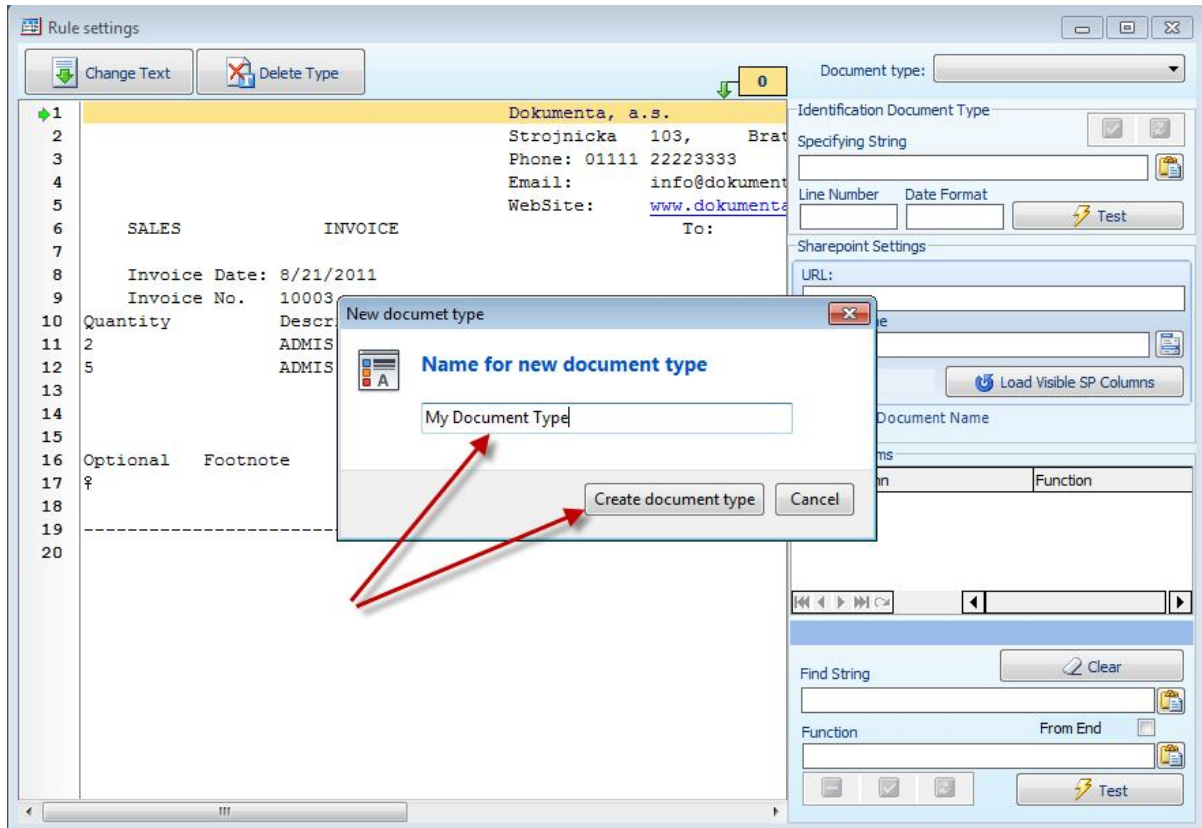 Rule settings
Change Text
Delete Type
0
Document type:
1 Dokumenta, a.s.
2 Strojnicka 103, Brat
3 Phone: 01111 22223333
4 Email: info@dokument
5 WebSite: www.dokumenta
6 SALES INVOICE To:
7
8 Invoice Date: 8/21/2011
9 Invoice No. 10003
10 Quantity Descr
11 2 ADMIS
12 5 ADMIS
13
14
15
16 Optional Footnote
17
18
19 ------------------------
20
New documet type
Name for new document type
My Document Type
Create document type
Cancel
Identification Document Type
Specifying String
Line Number Date Format
Test
Sharepoint Settings
URL:
Load Visible SP Columns
Document Name
Function
Clear
Find String
Function
From End
Test